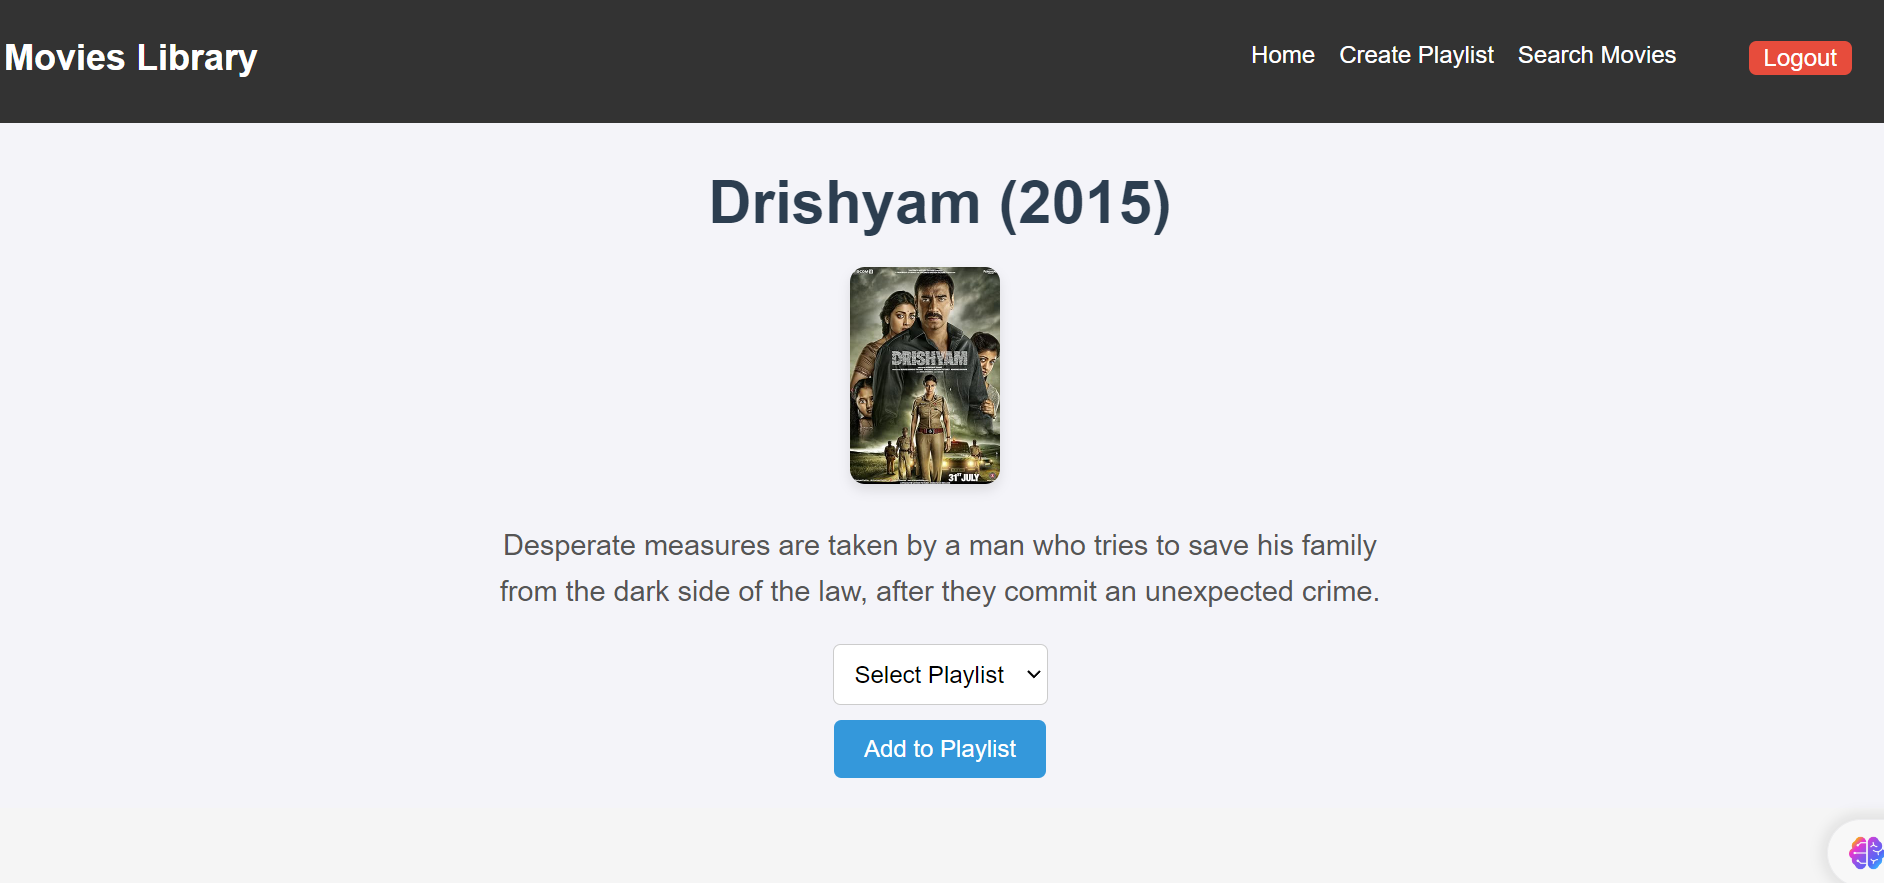 Movies Library
Home Create Playlist Search Movies Logout
Drishyam (2015)
DRISHYAM
31ST JULY
Desperate measures are taken by a man who tries to save his family
from the dark side of the law, after they commit an unexpected crime.
Select Playlist
Add to Playlist